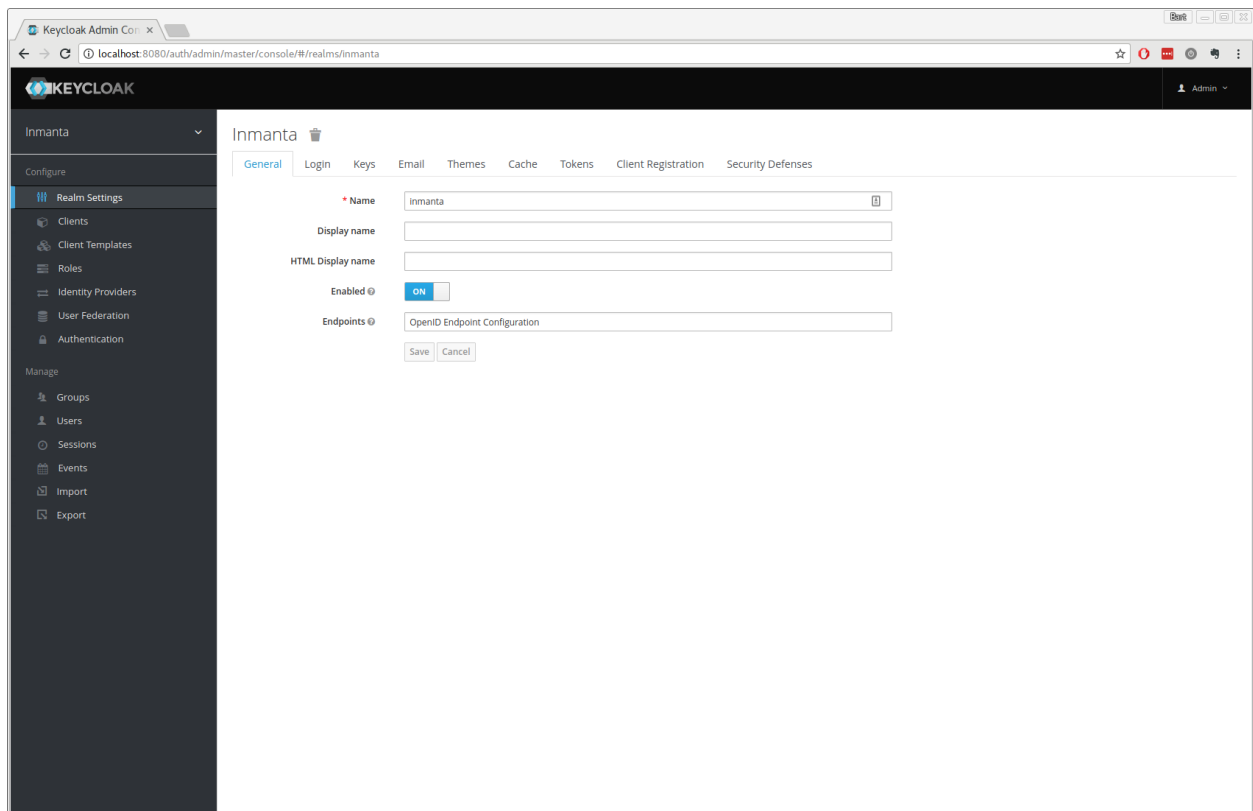 Bart
Keycloak Admin Con
localhost:8080/auth/admin/master/console/#/realms/inmanta
KEYCLOAK
Admin
Inmanta
Configure
Realm Settings
Clients
Client Templates
Roles
Identity Providers
User Federation
Authentication
Manage
Groups
Users
Sessions
Events
Import
Export
Inmanta
General Login Keys Email Themes Cache Tokens Client Registration Security Defenses
* Name inmanta
Display name
HTML Display name
Enabled ON
Endpoints OpenID Endpoint Configuration
Save Cancel